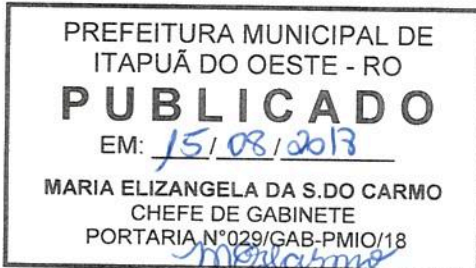 PREFEITURA MUNICIPAL DE
ITAPUÃ DO OESTE - RO
PUBLICADO
EM: 15/08/2018
MARIA ELIZANGELA DA S.DO CARMO
CHEFE DE GABINETE
PORTARIA N°029/GAB-PMIO/18